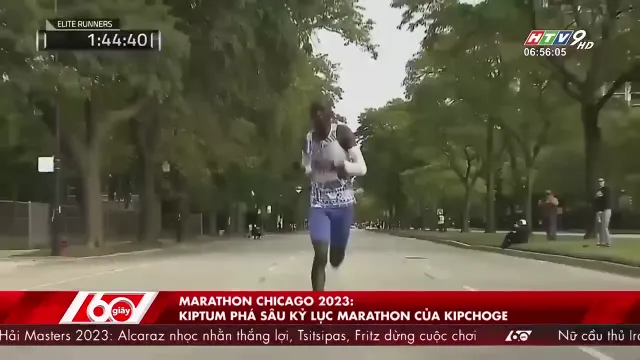 ELITE RUNNERS
1:44:40
HTV9 HD
06:56:05
60 giây
MARATHON CHICAGO 2023:
KIPTUM PHÁ SÂU KỶ LỤC MARATHON CỦA KIPCHOGE
Hải Masters 2023: Alcaraz nhọc nhằn thắng lợi, Tsitsipas, Fritz dừng cuộc chơi 60 Nữ cầu thủ Ir